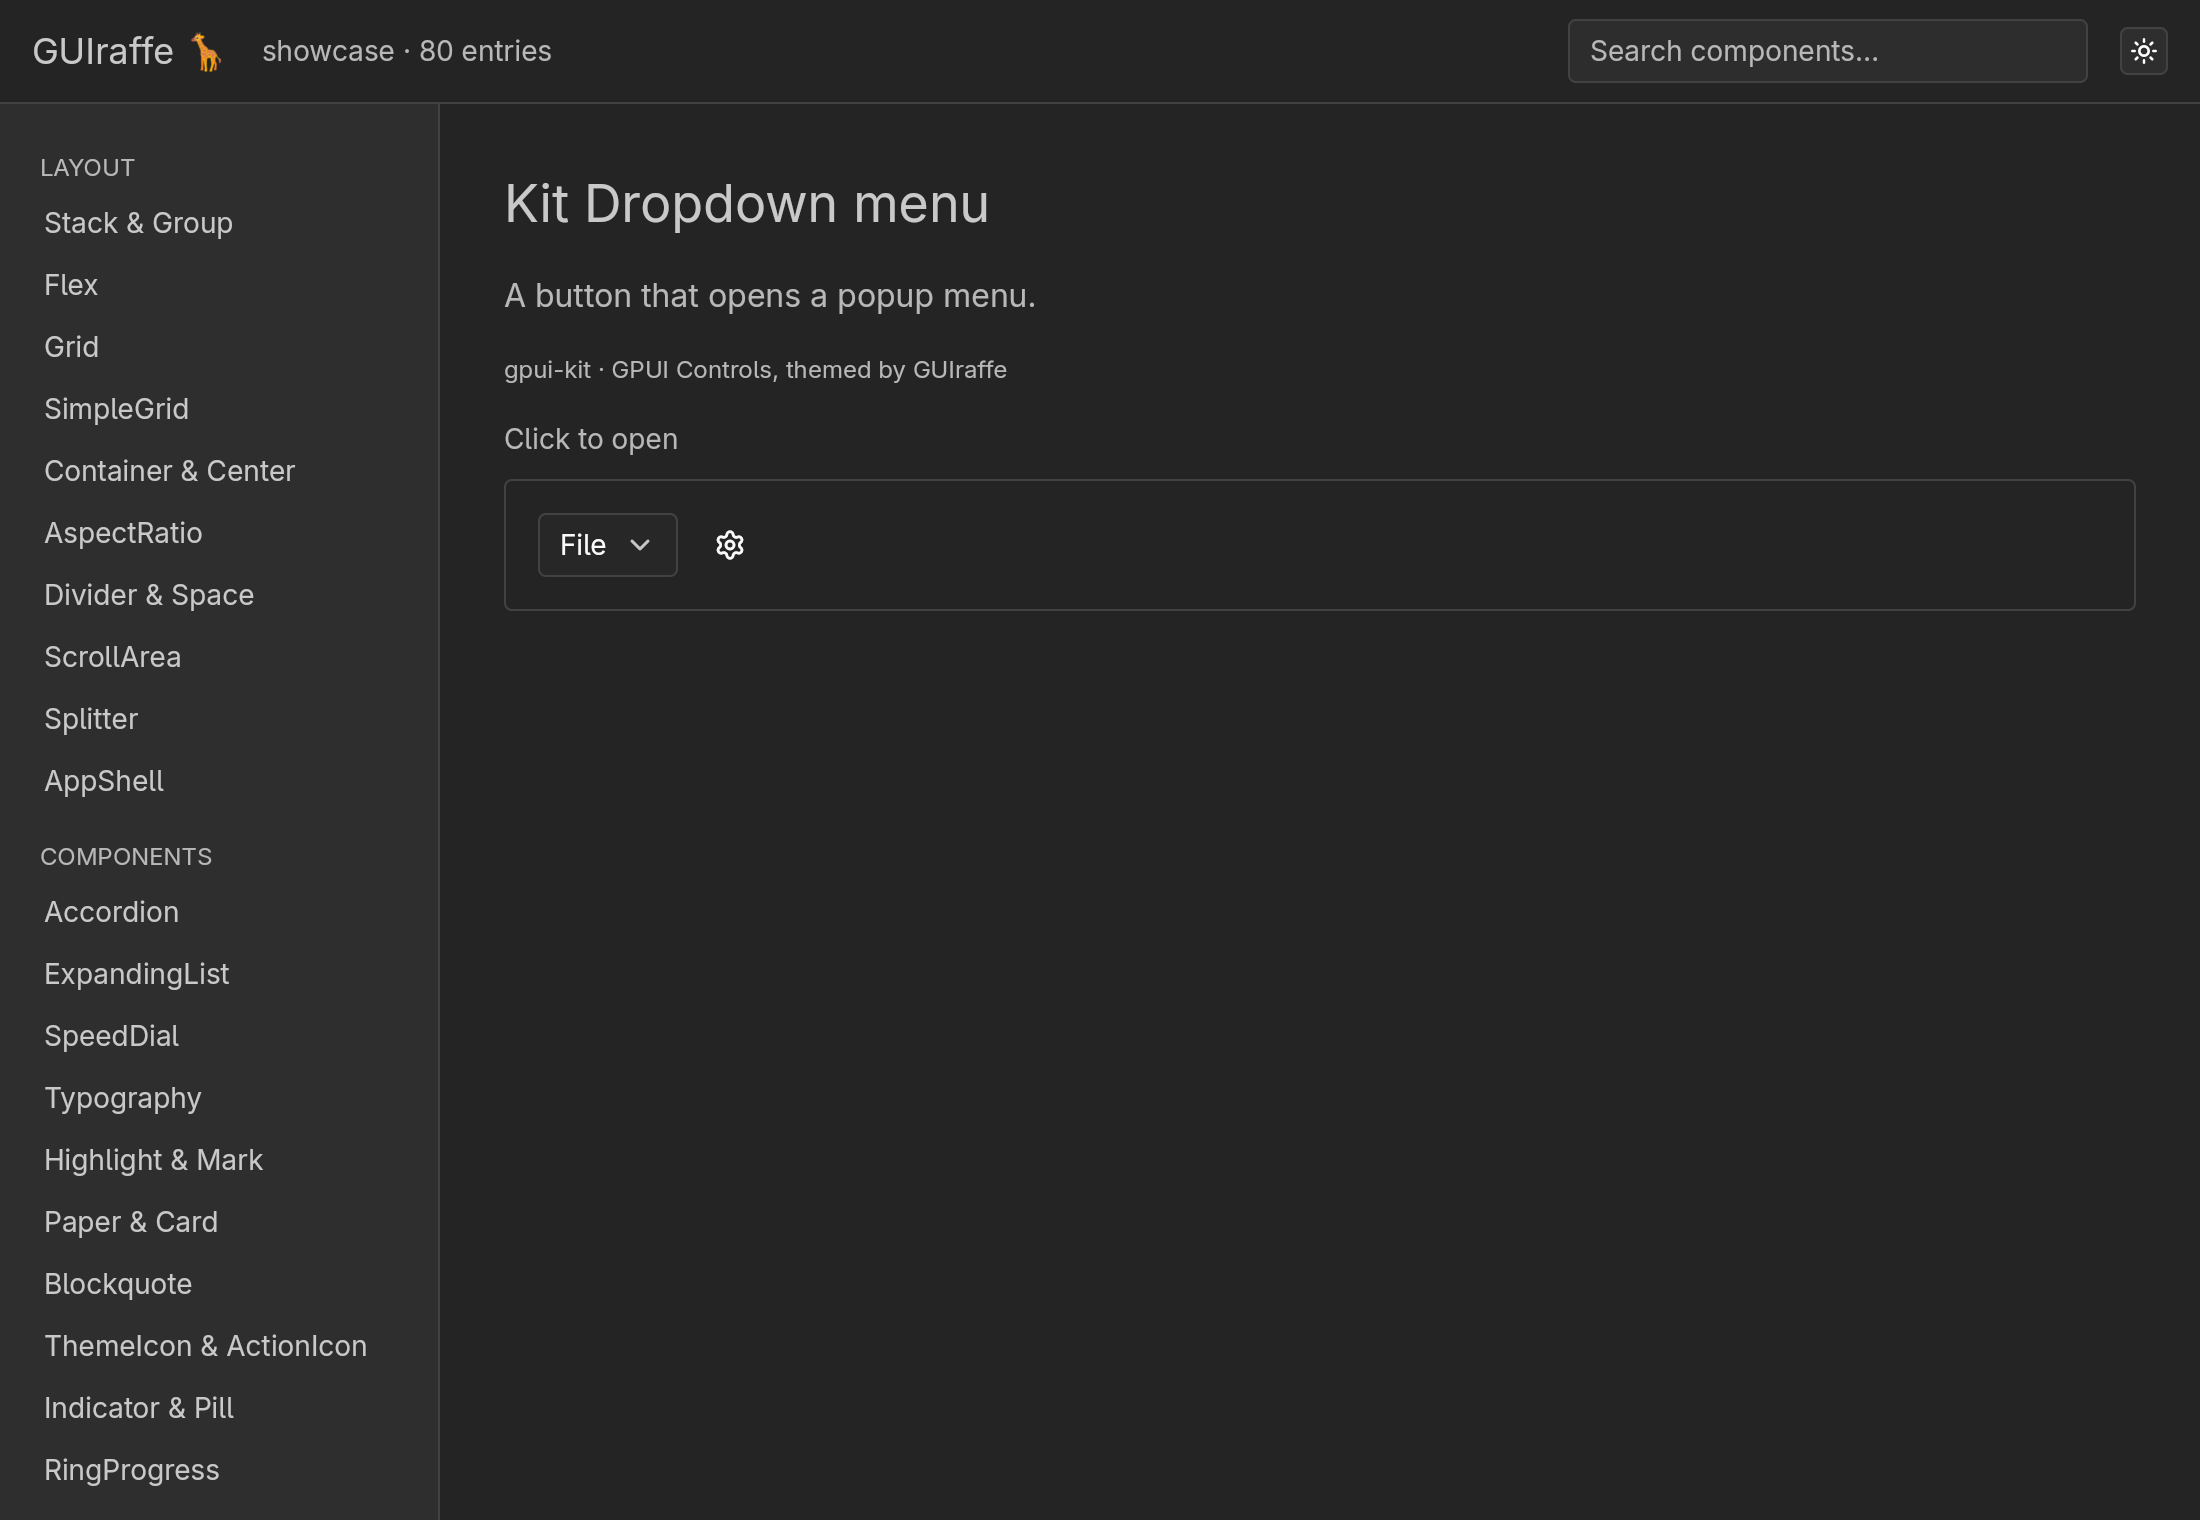 GUIraffe 🦒 showcase · 80 entries
Search components...
LAYOUT
Stack & Group
Flex
Grid
SimpleGrid
Container & Center
AspectRatio
Divider & Space
ScrollArea
Splitter
AppShell
COMPONENTS
Accordion
ExpandingList
SpeedDial
Typography
Highlight & Mark
Paper & Card
Blockquote
ThemeIcon & ActionIcon
Indicator & Pill
RingProgress
Kit Dropdown menu
A button that opens a popup menu.
gpui-kit · GPUI Controls, themed by GUIraffe
Click to open
File